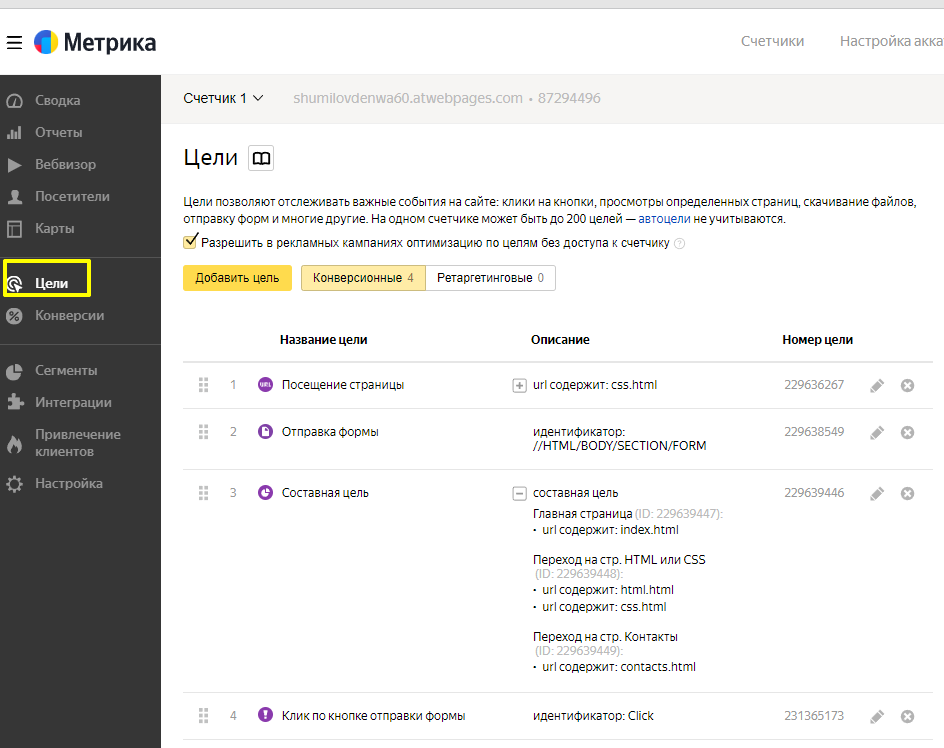 Метрика
Счетчики
Настройка акка
Сводка
Отчеты
Вебвизор
Посетители
Карты
Цели
Конверсии
Сегменты
Интеграции
Привлечение
клиентов
Настройка
Счетчик 1
shumilovdenwa60.atwebpages.com • 87294496
Цели
Цели позволяют отслеживать важные события на сайте: клики на кнопки, просмотры определенных страниц, скачивание файлов,
отправку форм и многие другие. На одном счетчике может быть до 200 целей — автоцели не учитываются.
Разрешить в рекламных кампаниях оптимизацию по целям без доступа к счетчику ?
Добавить цель
Конверсионные 4
Ретаргетинговые 0
Название цели
Описание
Номер цели
1 URL Посещение страницы + url содержит: css.html 229636267
2 Отправка формы идентификатор: 229638549
//HTML/BODY/SECTION/FORM
3 Составная цель − составная цель 229639446
Главная страница (ID: 229639447):
• url содержит: index.html
Переход на стр. HTML или CSS
(ID: 229639448):
• url содержит: html.html
• url содержит: css.html
Переход на стр. Контакты
(ID: 229639449):
• url содержит: contacts.html
4 Клик по кнопке отправки формы идентификатор: Click 231365173